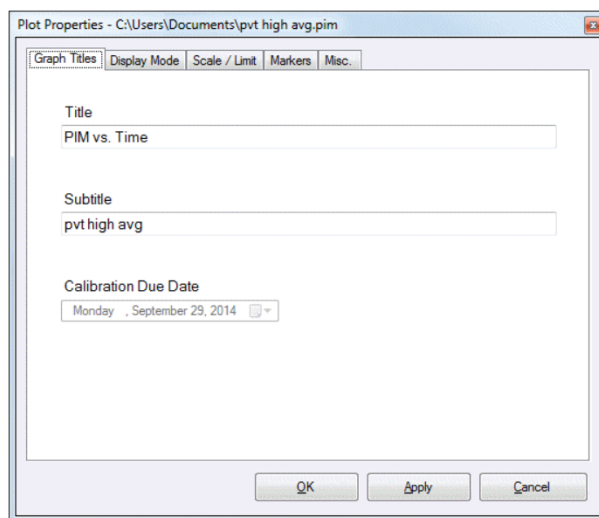 Plot Properties - C:\Users\Documents\pvt high avg.pim
Graph Titles Display Mode Scale / Limit Markers Misc.
Title
PIM vs. Time
Subtitle
pvt high avg
Calibration Due Date
Monday , September 29, 2014
OK Apply Cancel